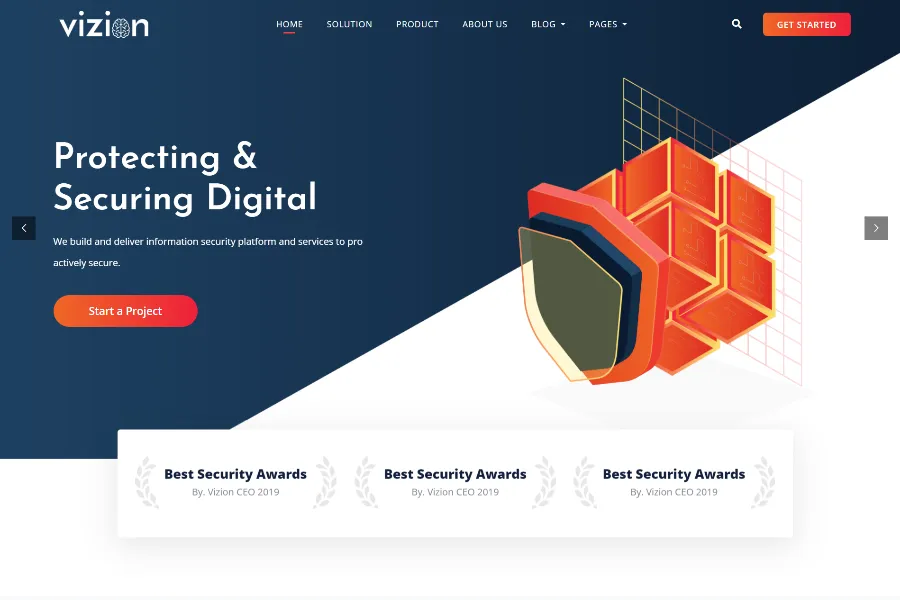 vizion
HOME SOLUTION PRODUCT ABOUT US BLOG PAGES GET STARTED
Protecting &
Securing Digital
We build and deliver information security platform and services to pro
actively secure.
Start a Project
Best Security Awards
By. Vizion CEO 2019
Best Security Awards
By. Vizion CEO 2019
Best Security Awards
By. Vizion CEO 2019